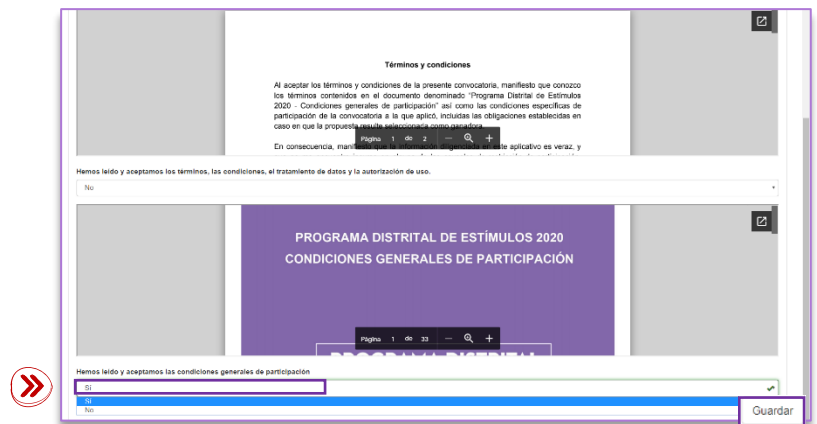 Términos y condiciones
Al aceptar los términos y condiciones de la presente convocatoria, manifiesto que conozco
los términos contenidos en el documento denominado "Programa Distrital de Estímulos
2020 - Condiciones generales de participación" así como las condiciones específicas de
participación de la convocatoria a la que aplicó, incluidas las obligaciones establecidas en
caso en que la propuesta resulte seleccionada como ganadora.
Página 1 de 2
En consecuencia, manifiesto que la información diligenciada en este aplicativo es veraz, y
Hemos leído y aceptamos los términos, las condiciones, el tratamiento de datos y la autorización de uso.
No
PROGRAMA DISTRITAL DE ESTÍMULOS 2020
CONDICIONES GENERALES DE PARTICIPACIÓN
Página 1 de 33
PROGRAMA DISTRITAL
Hemos leído y aceptamos las condiciones generales de participación
Sí
Sí
No
Guardar